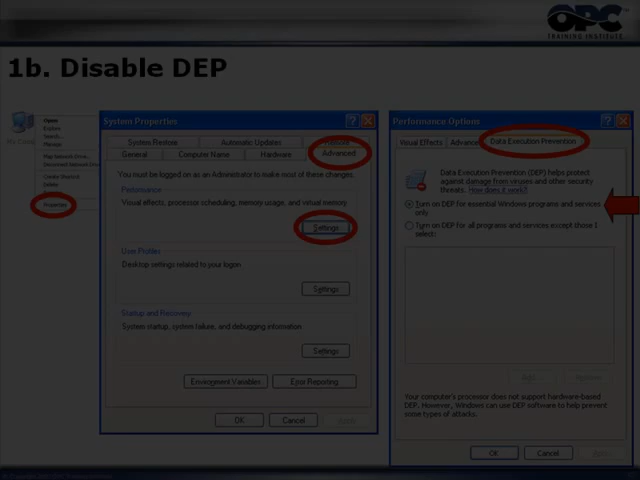 OPC
TRAINING INSTITUTE
1b. Disable DEP
Open
Explore
Search...
Manage
Map Network Drive...
Disconnect Network Drive...
Create Shortcut
Delete
Properties
System Properties
System Restore
Automatic Updates
Remote
General
Computer Name
Hardware
Advanced
You must be logged on as an Administrator to make most of these changes.
Performance
Visual effects, processor scheduling, memory usage, and virtual memory
Settings
User Profiles
Desktop settings related to your logon
Settings
Startup and Recovery
System startup, system failure, and debugging information
Settings
Environment Variables
Error Reporting
OK
Cancel
Apply
Performance Options
Visual Effects
Advanced
Data Execution Prevention
Data Execution Prevention (DEP) helps protect
against damage from viruses and other security
threats. How does it work?
Turn on DEP for essential Windows programs and services
only
Turn on DEP for all programs and services except those I
select:
Add...
Remove
Your computer's processor does not support hardware-based
DEP. However, Windows can use DEP software to help prevent
some types of attacks.
OK
Cancel
Apply